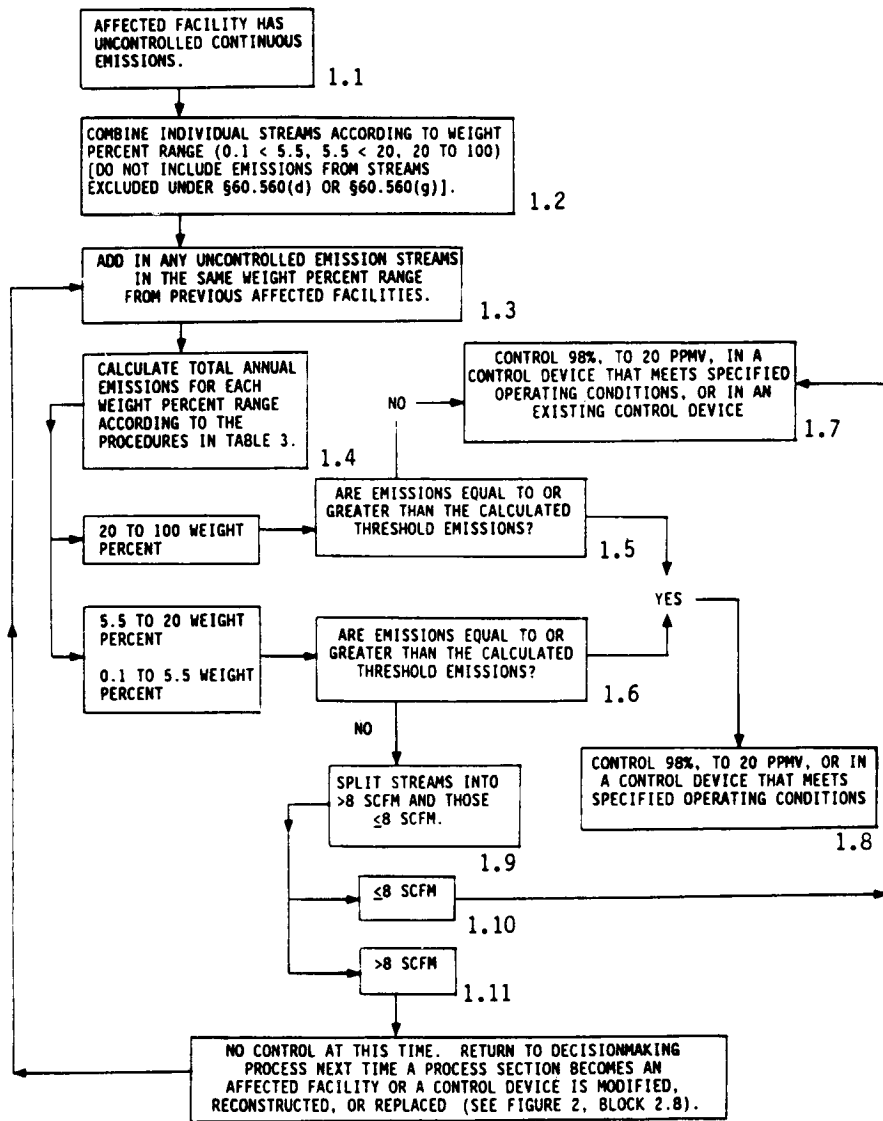 AFFECTED FACILITY HAS
UNCONTROLLED CONTINUOUS
EMISSIONS.
1.1
COMBINE INDIVIDUAL STREAMS ACCORDING TO WEIGHT
PERCENT RANGE (0.1 < 5.5, 5.5 < 20, 20 TO 100)
[DO NOT INCLUDE EMISSIONS FROM STREAMS
EXCLUDED UNDER §60.560(d) OR §60.560(g)].
1.2
ADD IN ANY UNCONTROLLED EMISSION STREAMS
IN THE SAME WEIGHT PERCENT RANGE
FROM PREVIOUS AFFECTED FACILITIES.
1.3
CALCULATE TOTAL ANNUAL
EMISSIONS FOR EACH
WEIGHT PERCENT RANGE
ACCORDING TO THE
PROCEDURES IN TABLE 3.
1.4
NO
CONTROL 98%, TO 20 PPMV, IN A
CONTROL DEVICE THAT MEETS SPECIFIED
OPERATING CONDITIONS, OR IN AN
EXISTING CONTROL DEVICE
1.7
20 TO 100 WEIGHT
PERCENT
ARE EMISSIONS EQUAL TO OR
GREATER THAN THE CALCULATED
THRESHOLD EMISSIONS?
1.5
YES
5.5 TO 20 WEIGHT
PERCENT
0.1 TO 5.5 WEIGHT
PERCENT
ARE EMISSIONS EQUAL TO OR
GREATER THAN THE CALCULATED
THRESHOLD EMISSIONS?
1.6
NO
CONTROL 98%, TO 20 PPMV, OR IN
A CONTROL DEVICE THAT MEETS
SPECIFIED OPERATING CONDITIONS
1.8
SPLIT STREAMS INTO
>8 SCFM AND THOSE
≤8 SCFM.
1.9
≤8 SCFM
1.10
>8 SCFM
1.11
NO CONTROL AT THIS TIME. RETURN TO DECISIONMAKING
PROCESS NEXT TIME A PROCESS SECTION BECOMES AN
AFFECTED FACILITY OR A CONTROL DEVICE IS MODIFIED,
RECONSTRUCTED, OR REPLACED (SEE FIGURE 2, BLOCK 2.8).